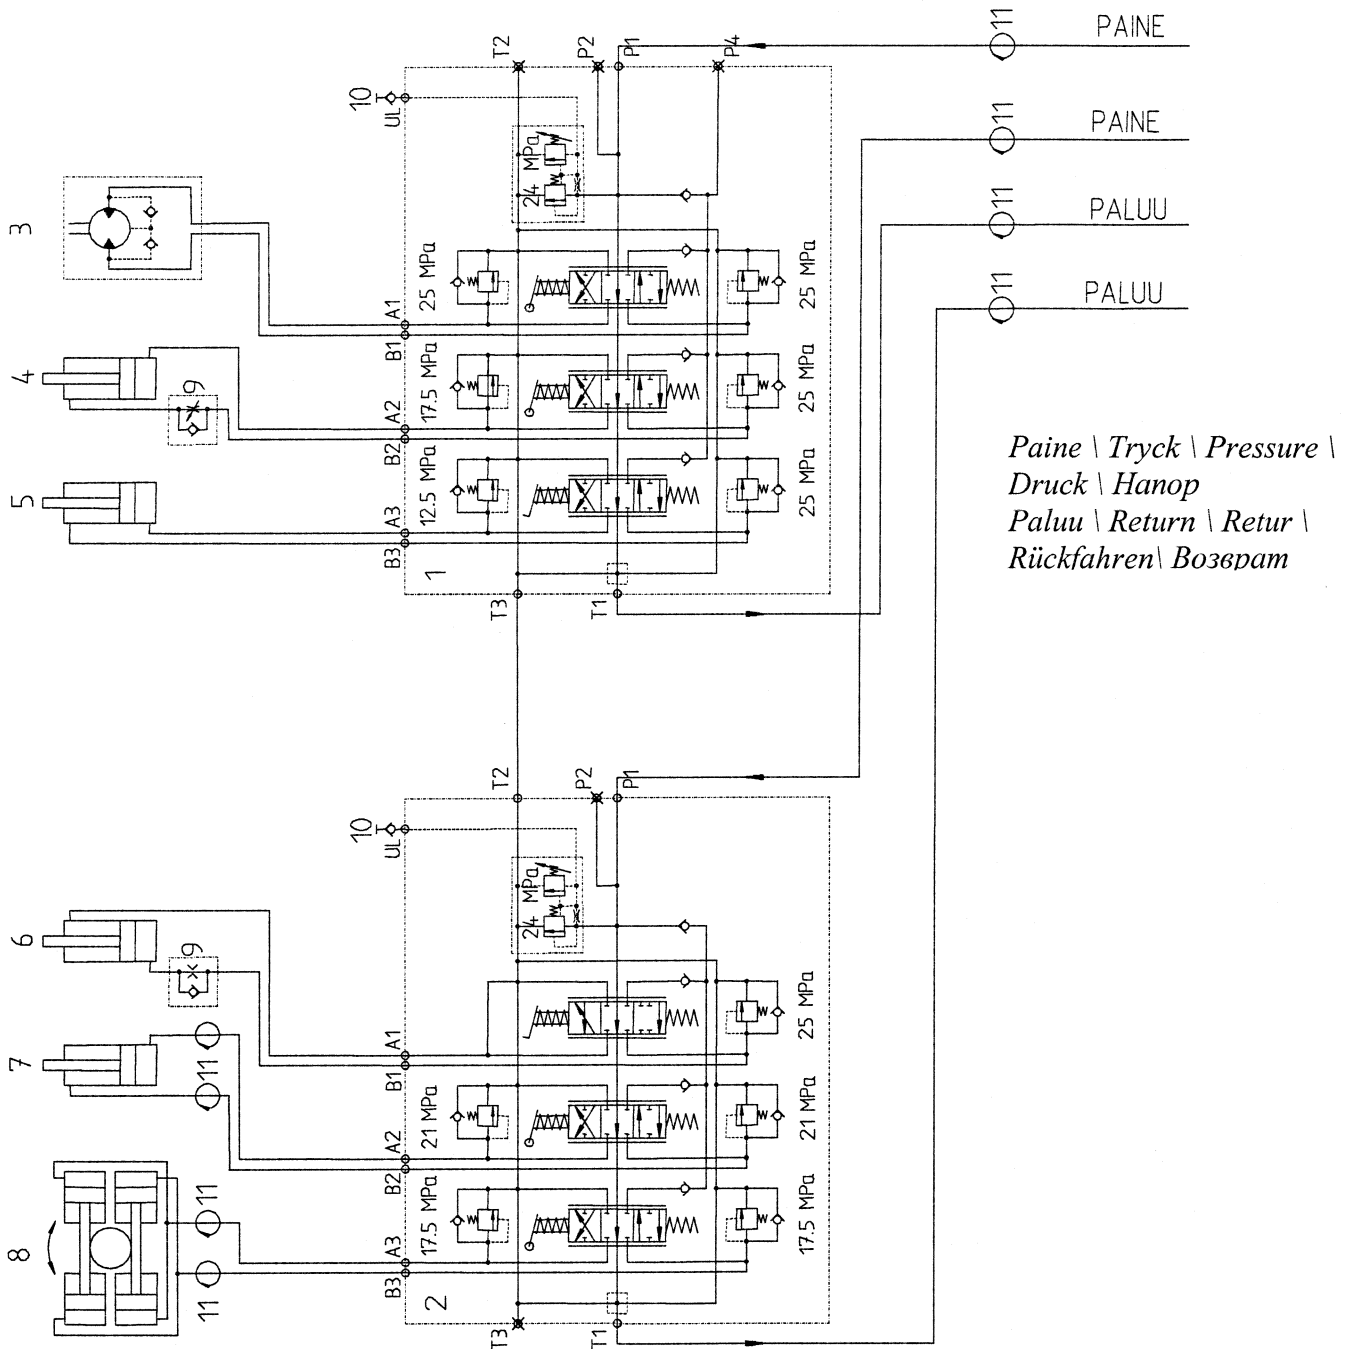 11 PAINE
11 PAINE
11 PALUU
11 PALUU
T2 P2 P1 P4
10 UL
24 MPa
3
25 MPa 25 MPa
A1
B1
4
9
17.5 MPa 25 MPa
A2
B2
5
12.5 MPa 25 MPa
A3
B3
1
T3 T1
Paine \ Tryck \ Pressure \
Druck \ Hanop
Paluu \ Return \ Retur \
Rückfahren\ Возврат
T2 P2 P1
10 UL
24 MPa
6
9
25 MPa
A1
B1
7
11
21 MPa 21 MPa
A2
B2
8
11
11
17.5 MPa 17.5 MPa
A3
B3
2
T3 T1